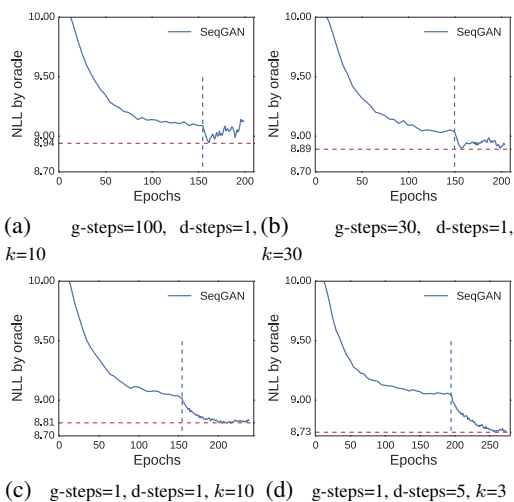 10.00
SeqGAN
9.50
NLL by oracle
9.00
8.94
8.70
0 50 100 150 200
Epochs
10.00
SeqGAN
9.50
NLL by oracle
9.00
8.89
8.70
0 50 100 150 200
Epochs
(a) g-steps=100, d-steps=1,
k=10
(b) g-steps=30, d-steps=1,
k=30
10.00
SeqGAN
9.50
NLL by oracle
9.00
8.81
8.70
0 50 100 150 200
Epochs
10.00
SeqGAN
9.50
NLL by oracle
9.00
8.73
0 50 100 150 200 250
Epochs
(c) g-steps=1, d-steps=1, k=10
(d) g-steps=1, d-steps=5, k=3